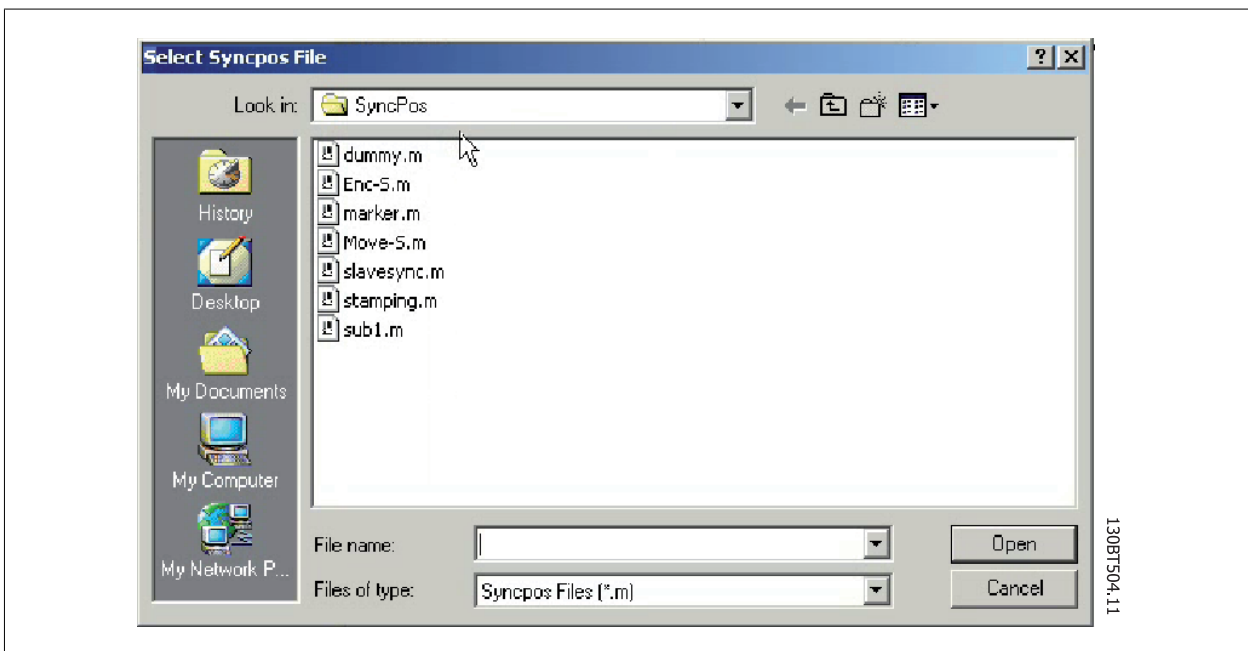 Select Syncpos File
Look in: SyncPos
History
Desktop
My Documents
My Computer
My Network P...
dummy.m
Enc-S.m
marker.m
Move-S.m
slavesync.m
stamping.m
sub1.m
File name:
Open
Files of type: Syncpos Files (*.m)
Cancel
130BT504.11